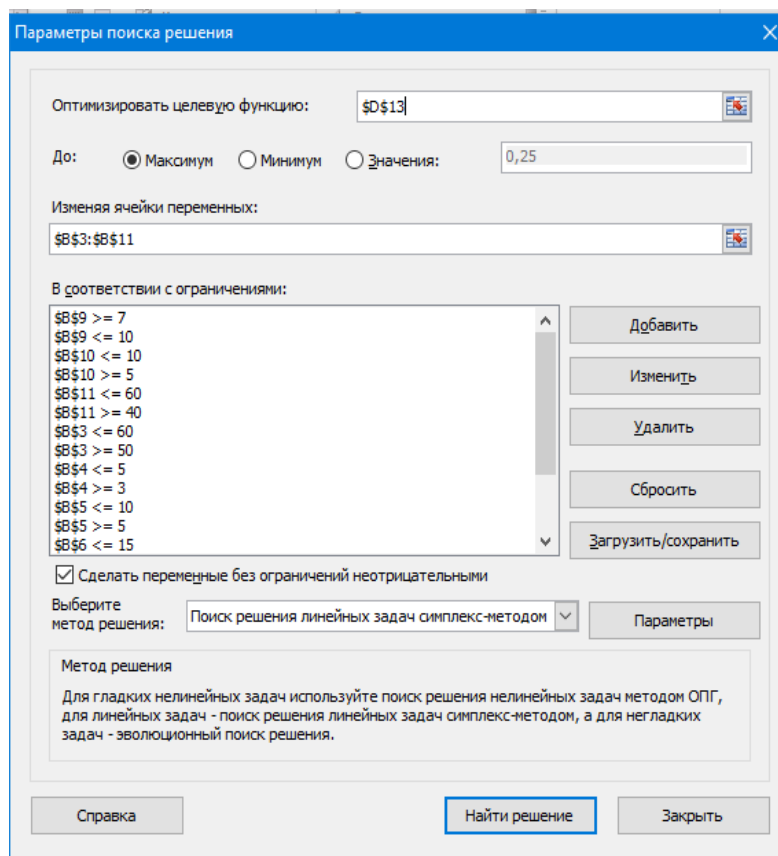 Параметры поиска решения
Оптимизировать целевую функцию: $D$13
До: Максимум Минимум Значения: 0,25
Изменяя ячейки переменных:
$B$3:$B$11
В соответствии с ограничениями:
$B$9 >= 7
$B$9 <= 10
$B$10 <= 10
$B$10 >= 5
$B$11 <= 60
$B$11 >= 40
$B$3 <= 60
$B$3 >= 50
$B$4 <= 5
$B$4 >= 3
$B$5 <= 10
$B$5 >= 5
$B$6 <= 15
Добавить
Изменить
Удалить
Сбросить
Загрузить/сохранить
Сделать переменные без ограничений неотрицательными
Выберите
метод решения:
Поиск решения линейных задач симплекс-методом
Параметры
Метод решения
Для гладких нелинейных задач используйте поиск решения нелинейных задач методом ОПГ,
для линейных задач - поиск решения линейных задач симплекс-методом, а для негладких
задач - эволюционный поиск решения.
Справка
Найти решение
Закрыть